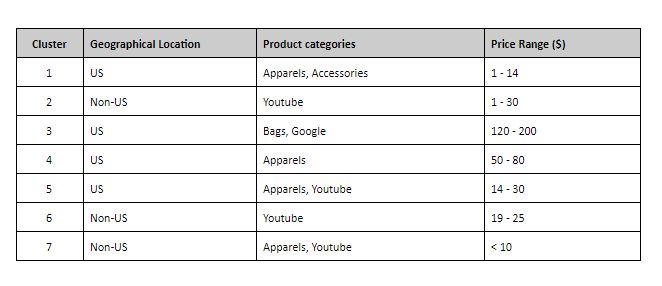 Cluster Geographical Location Product categories Price Range ($)
1 US Apparels, Accessories 1 - 14
2 Non-US Youtube 1 - 30
3 US Bags, Google 120 - 200
4 US Apparels 50 - 80
5 US Apparels, Youtube 14 - 30
6 Non-US Youtube 19 - 25
7 Non-US Apparels, Youtube < 10